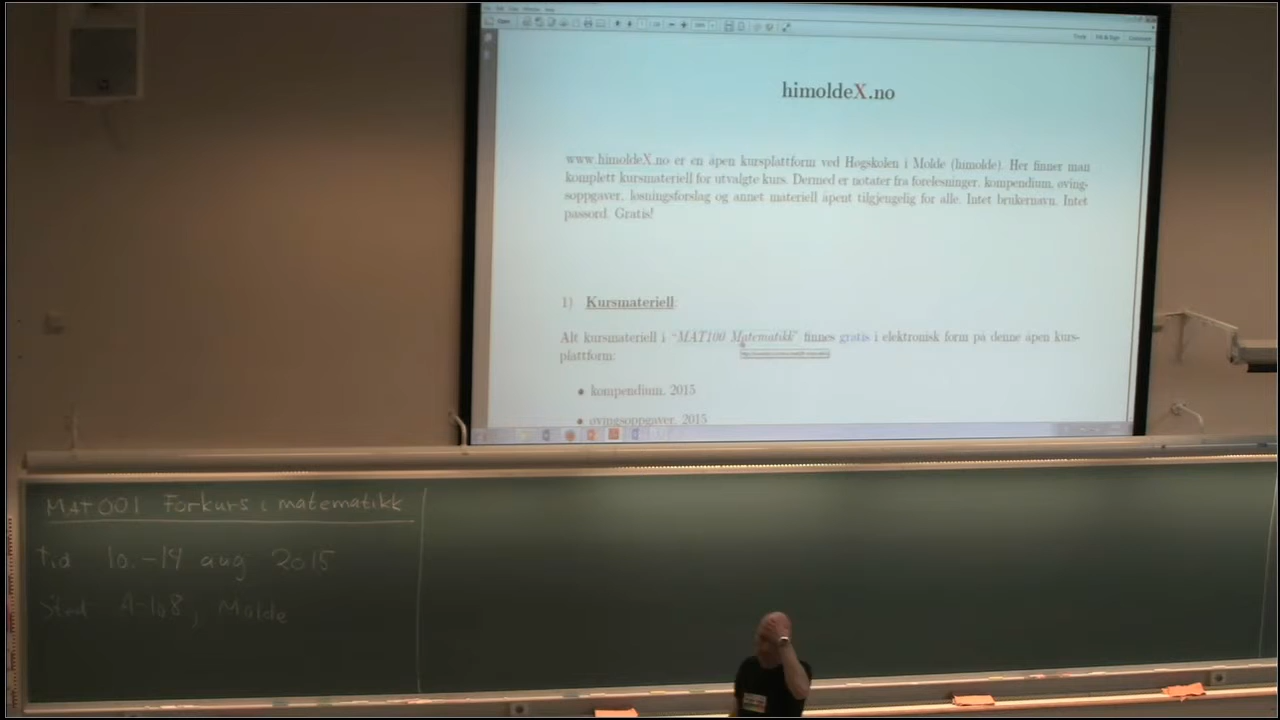 himoldeX.no
www.himoldeX.no er en åpen kursplattform ved Høgskolen i Molde (himolde). Her finner man
komplett kursmateriell for utvalgte kurs. Dermed er notater fra forelesninger, kompendium, øving-
soppgaver, løsningsforslag og annet materiell åpent tilgjengelig for alle. Intet brukernavn. Intet
passord. Gratis!
1) Kursmateriell:
Alt kursmateriell i "MAT100 Matematikk" finnes gratis i elektronisk form på denne åpen kurs-
plattform:
• kompendium, 2015
• øvingsoppgaver, 2015
MAT001 Forkurs i matematikk
tid 10.-14 aug 2015
sted A-108, Molde